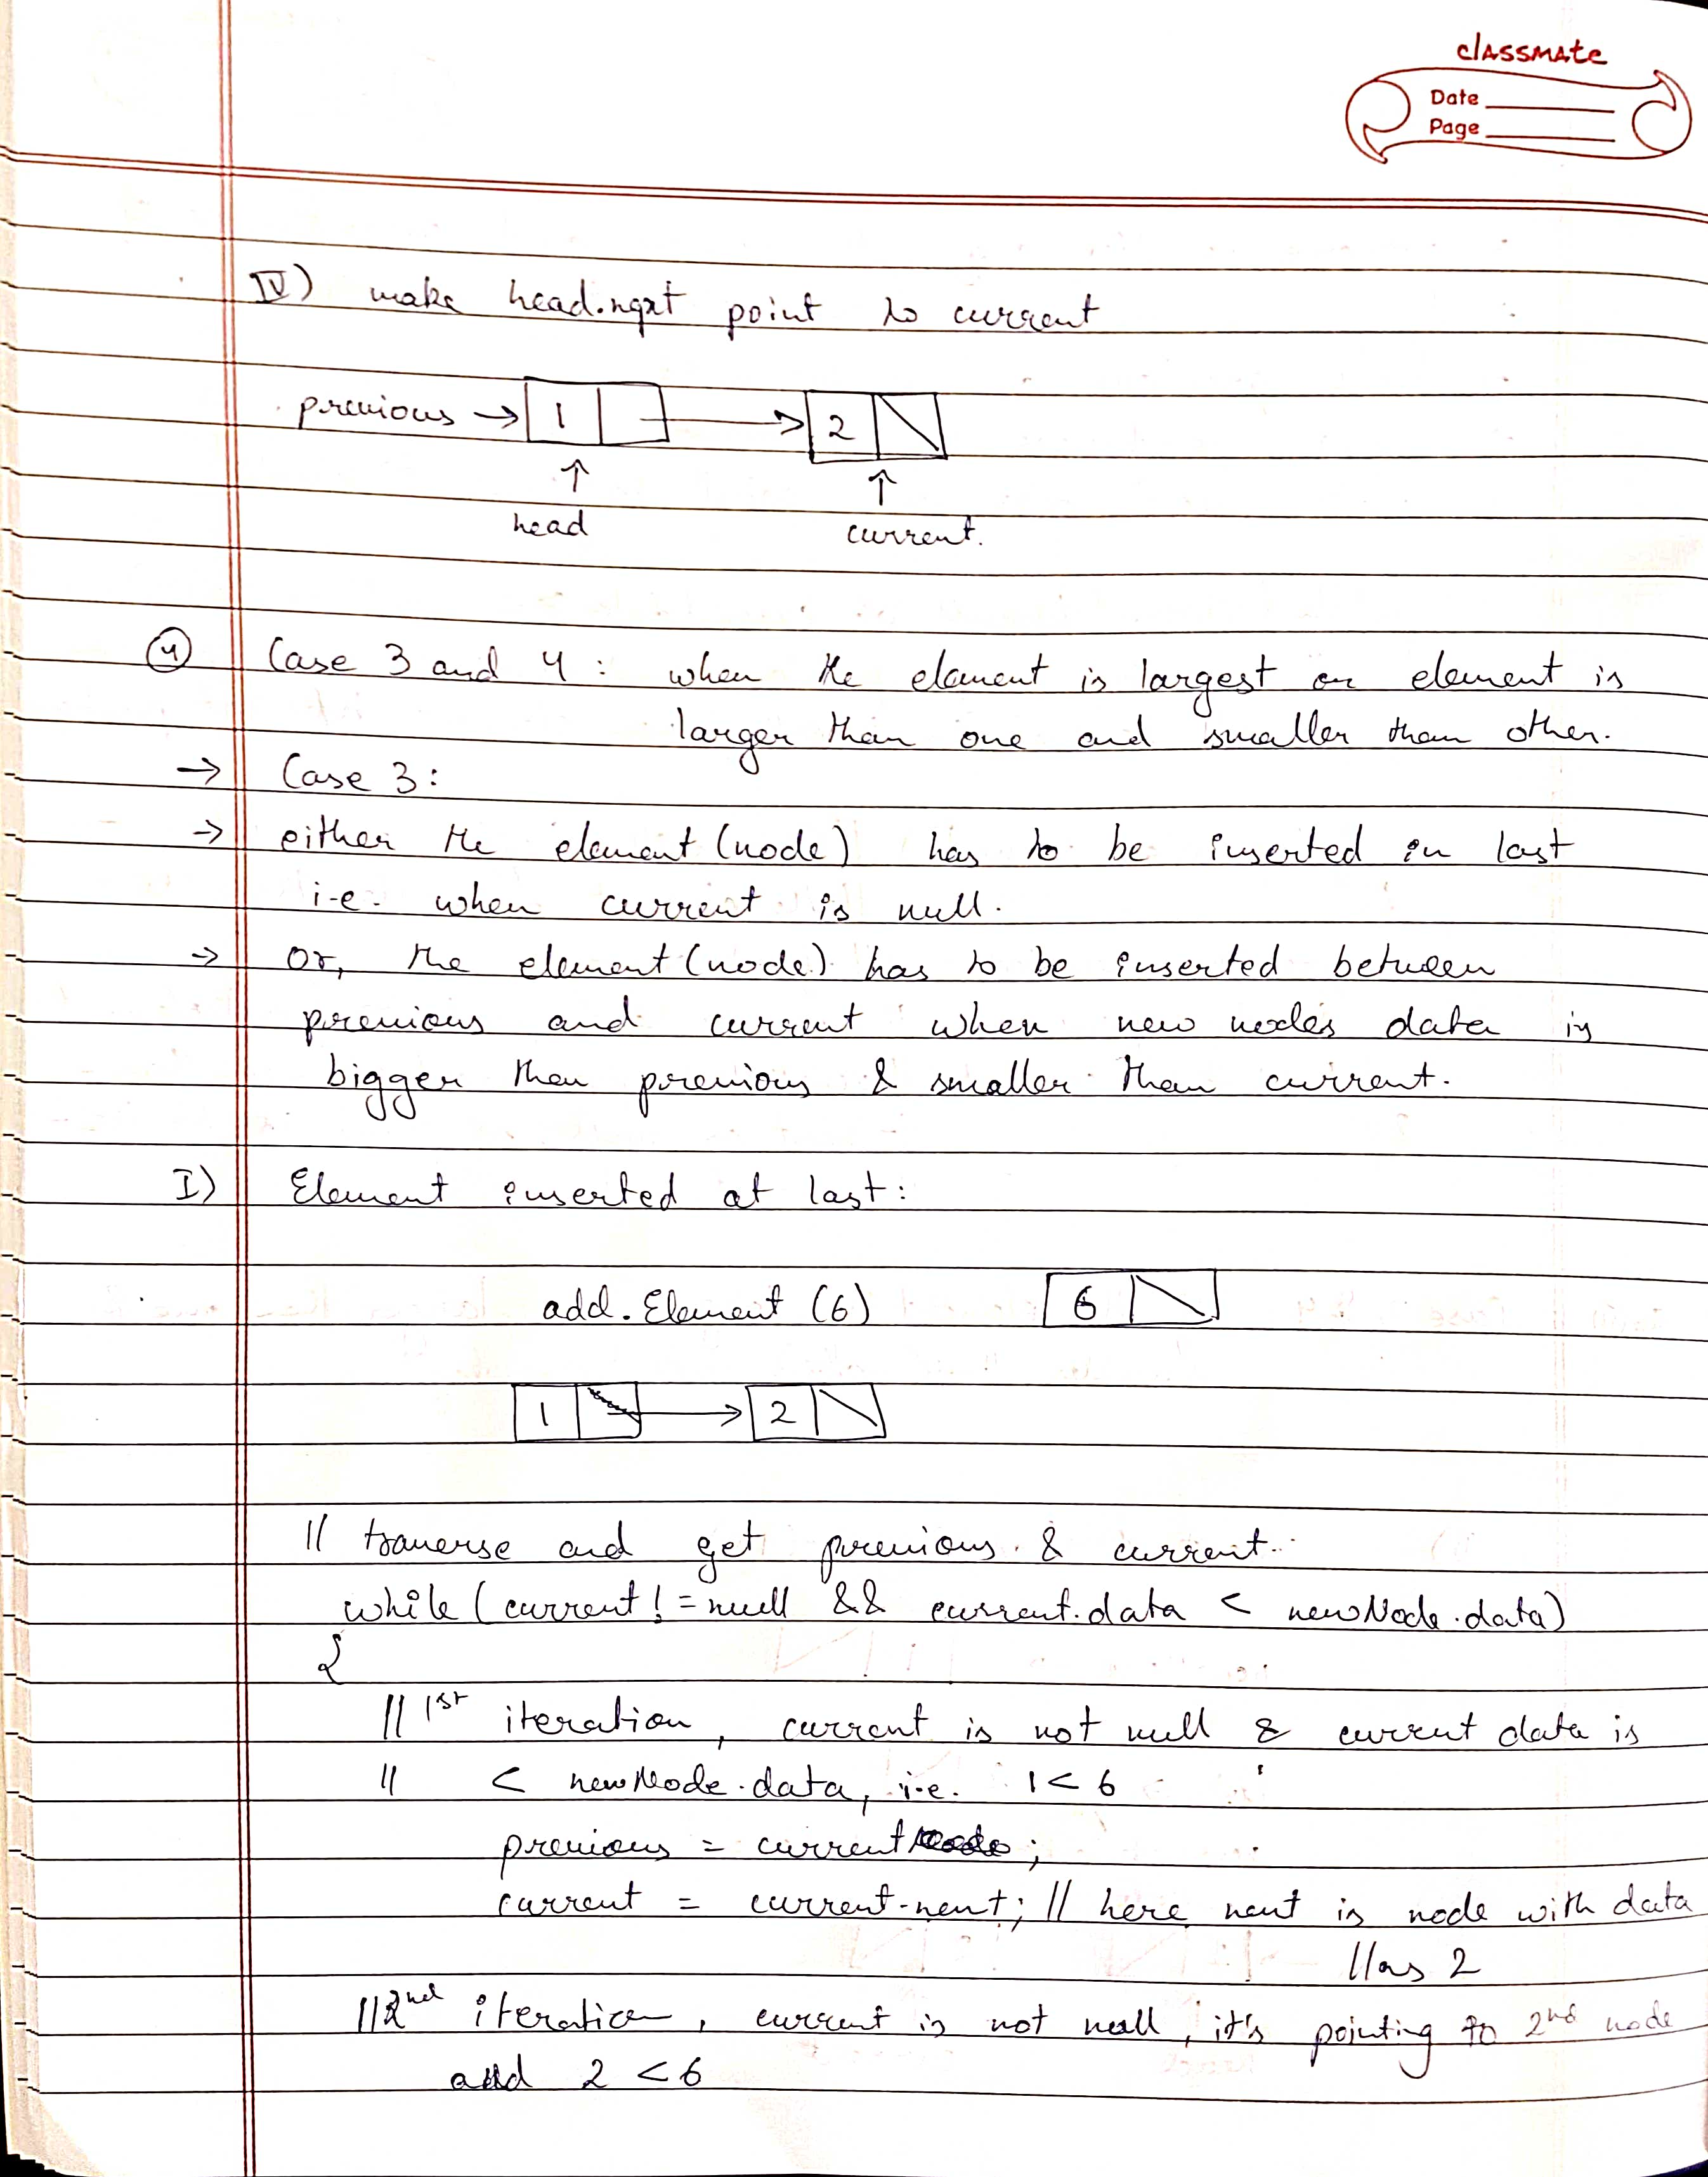 classmate
Date
Page
IV) make head.next point to current
previous → 1 → 2
↑ ↑
head current.
④ Case 3 and 4 : when the element is largest or element is
larger than one and smaller than other.
→ Case 3 :
→ either the element (node) has to be inserted in last
i.e. when current is null.
→ or, the element (node) has to be inserted between
previous and current when new nodes data is
bigger than previous & smaller than current.
I) Element inserted at last :
add.Element (6) 6
1 → 2
// traverse and get previous & current.
while (current != null && current.data < newNode.data)
{
// 1st iteration, current is not null & current data is
// < newNode.data, i.e. 1 < 6
previous = current ;
current = current.next; // here next is node with data
// as 2
// 2nd iteration, current is not null, it's pointing to 2nd node
and 2 < 6